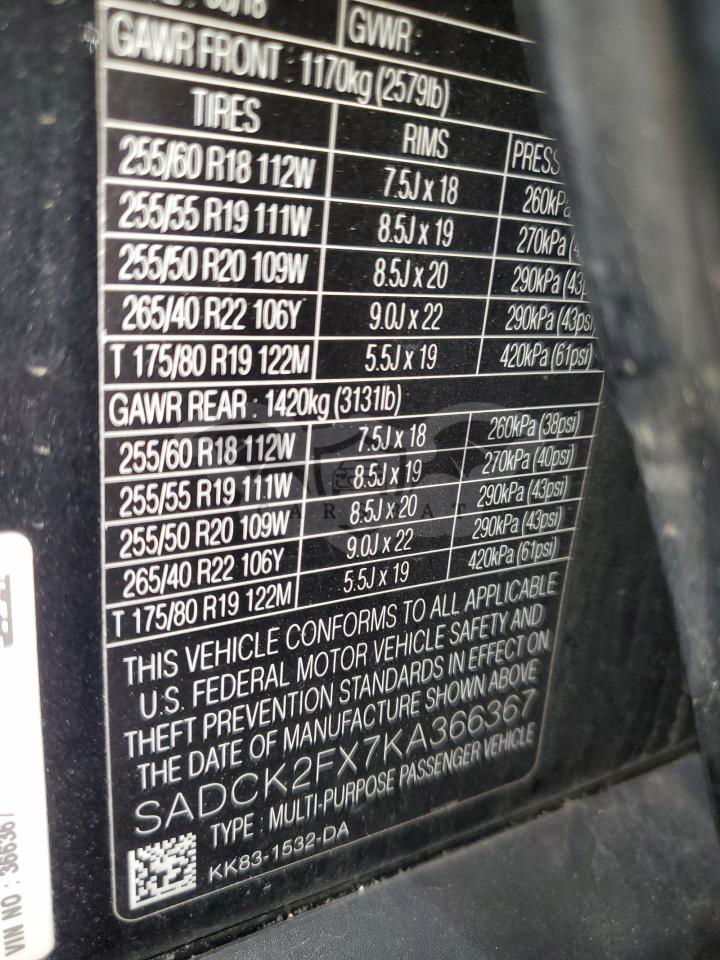 GVWR :
GAWR FRONT : 1170kg (2579lb)
TIRES RIMS
255/60 R18 112W 7.5J x 18 260kPa
255/55 R19 111W 8.5J x 19 270kPa
255/50 R20 109W 8.5J x 20 290kPa (43
265/40 R22 106Y 9.0J x 22 290kPa (43psi
T 175/80 R19 122M 5.5J x 19 420kPa (61psi)
GAWR REAR : 1420kg (3131lb)
255/60 R18 112W 7.5J x 18 260kPa (38psi)
255/55 R19 111W 8.5J x 19 270kPa (40psi)
255/50 R20 109W 8.5J x 20 290kPa (43psi)
265/40 R22 106Y 9.0J x 22 290kPa (43psi)
T 175/80 R19 122M 5.5J x 19 420kPa (61psi)
THIS VEHICLE CONFORMS TO ALL APPLICABLE
U.S. FEDERAL MOTOR VEHICLE SAFETY AND
THEFT PREVENTION STANDARDS IN EFFECT ON
THE DATE OF MANUFACTURE SHOWN ABOVE
SADCK2FX7KA366367
TYPE : MULTI-PURPOSE PASSENGER VEHICLE
KK83-1532-DA
VIN NO : 366367